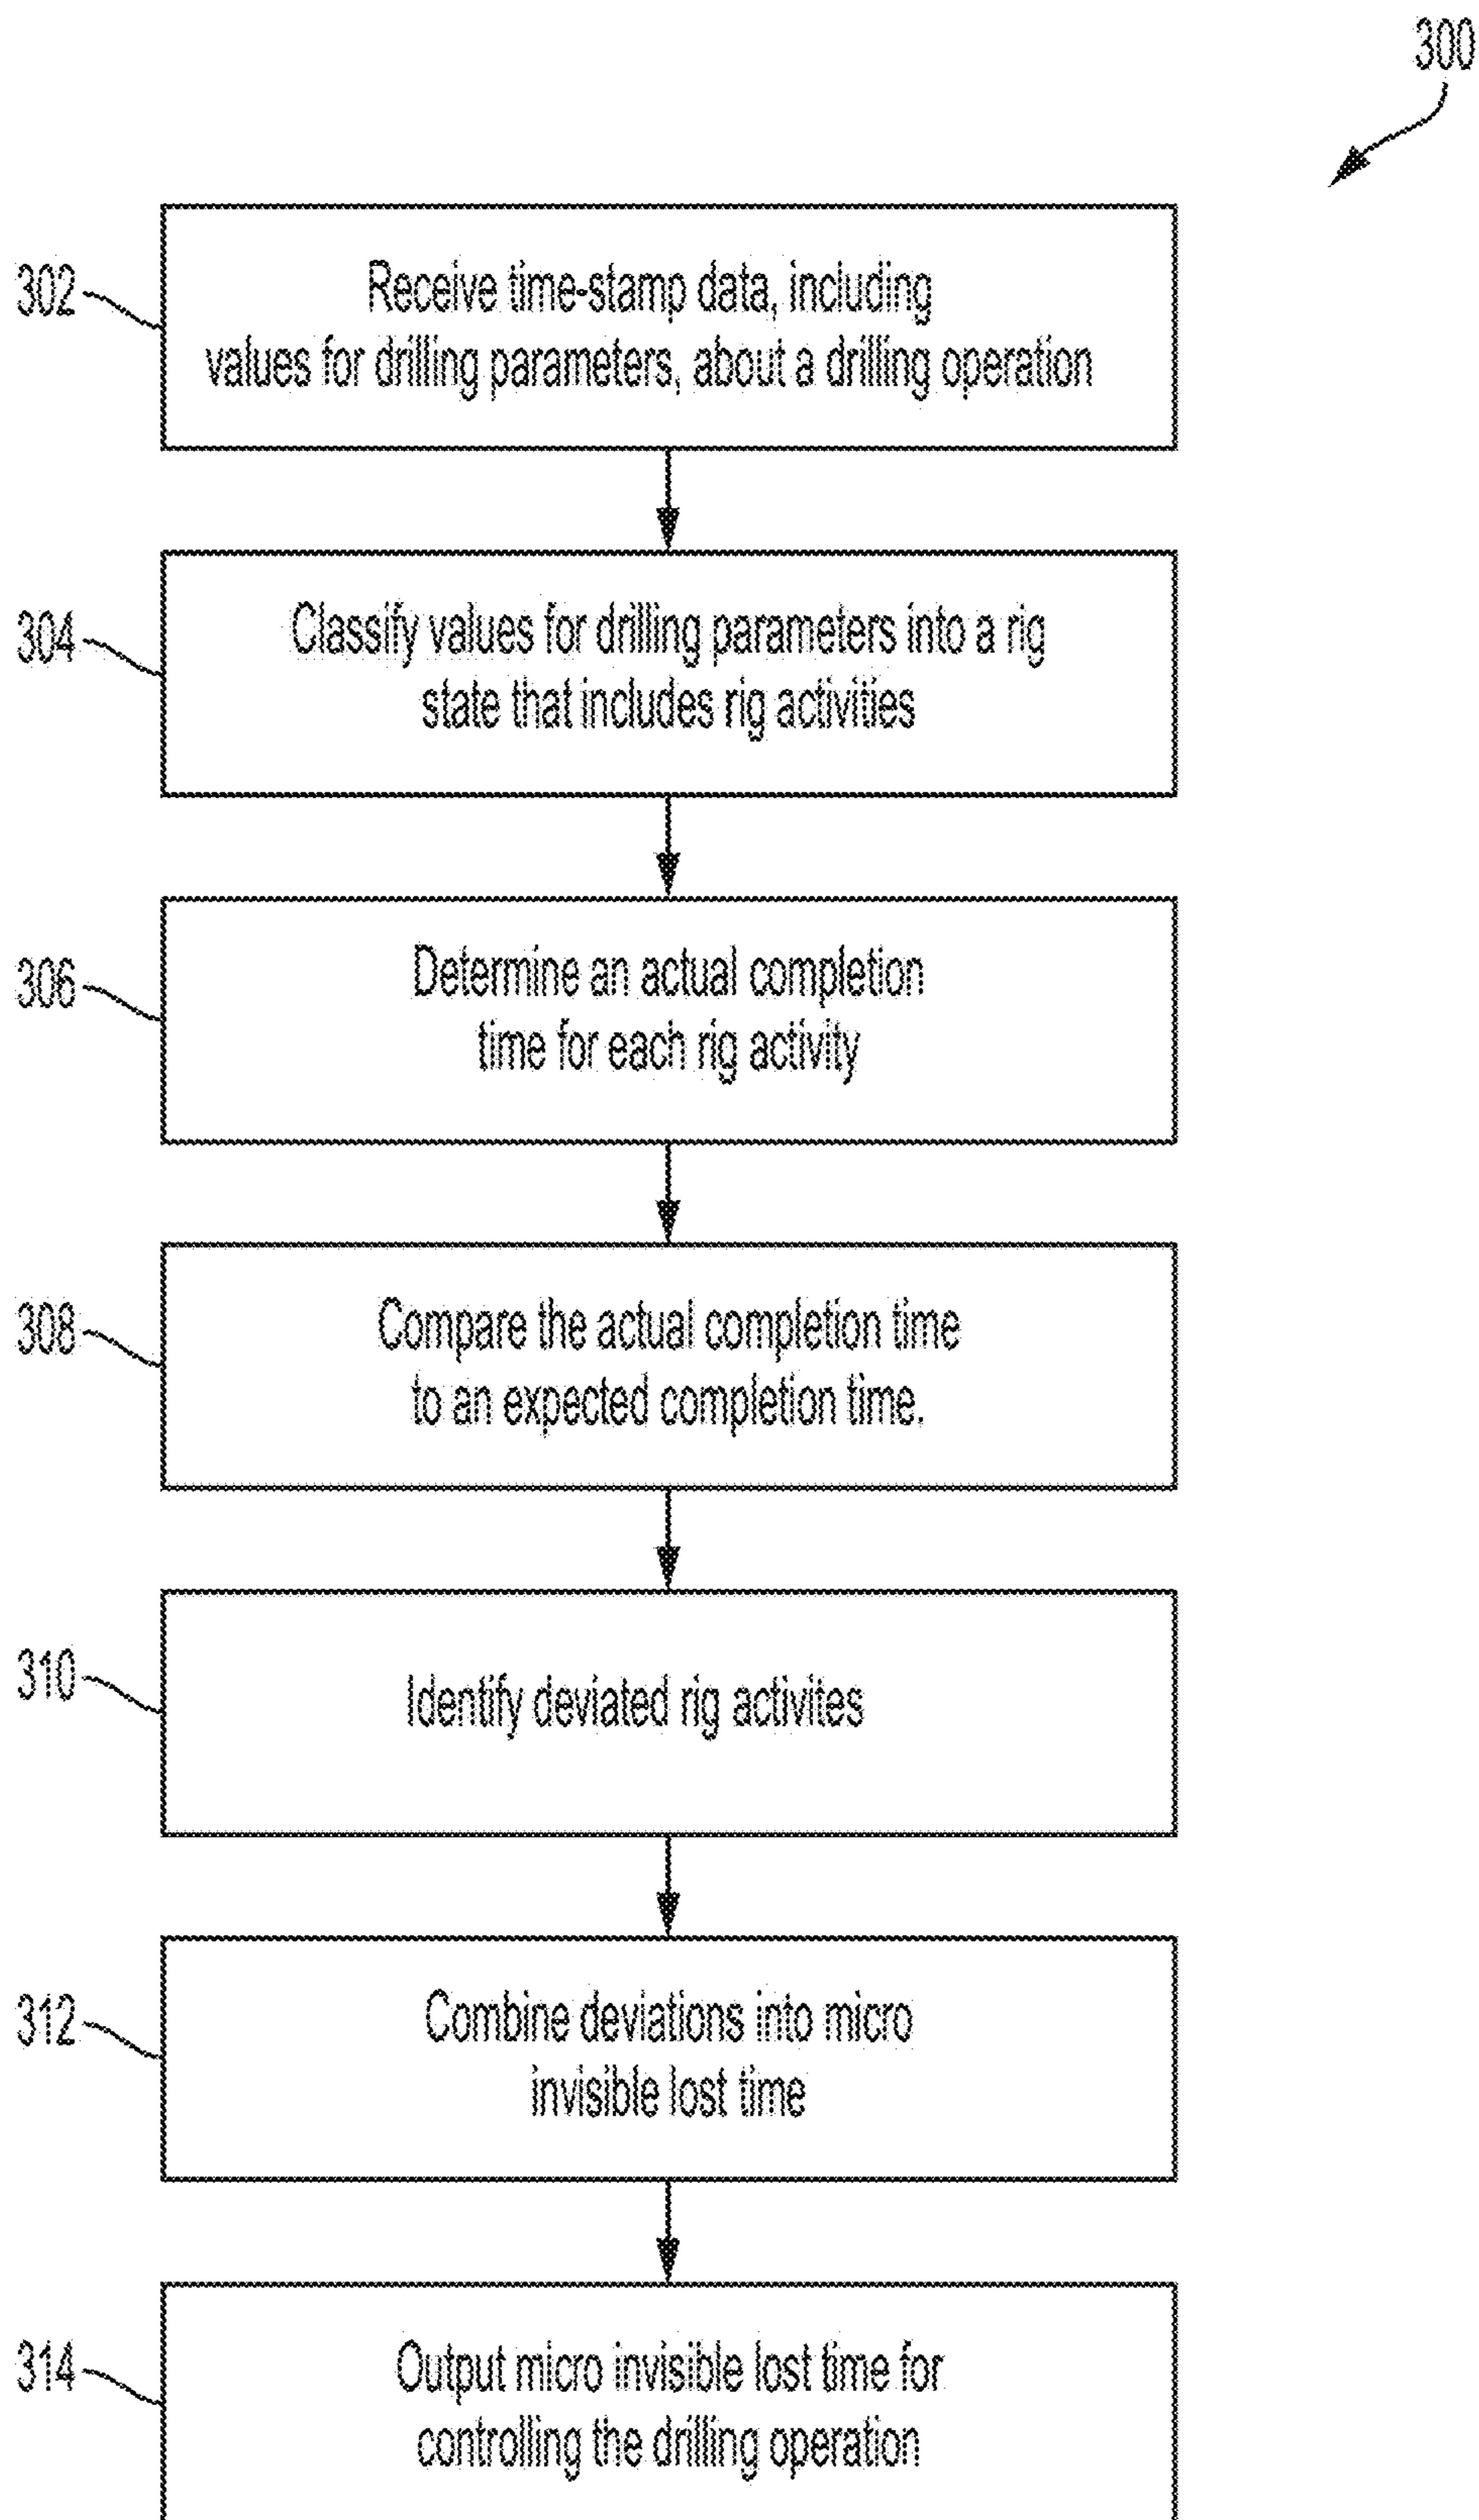 300
302
Receive time-stamp data, including
values for drilling parameters, about a drilling operation
304
Classify values for drilling parameters into a rig
state that includes rig activities
306
Determine an actual completion
time for each rig activity
308
Compare the actual completion time
to an expected completion time.
310
Identify deviated rig activites
312
Combine deviations into micro
invisible lost time
314
Output micro invisible lost time for
controlling the drilling operation